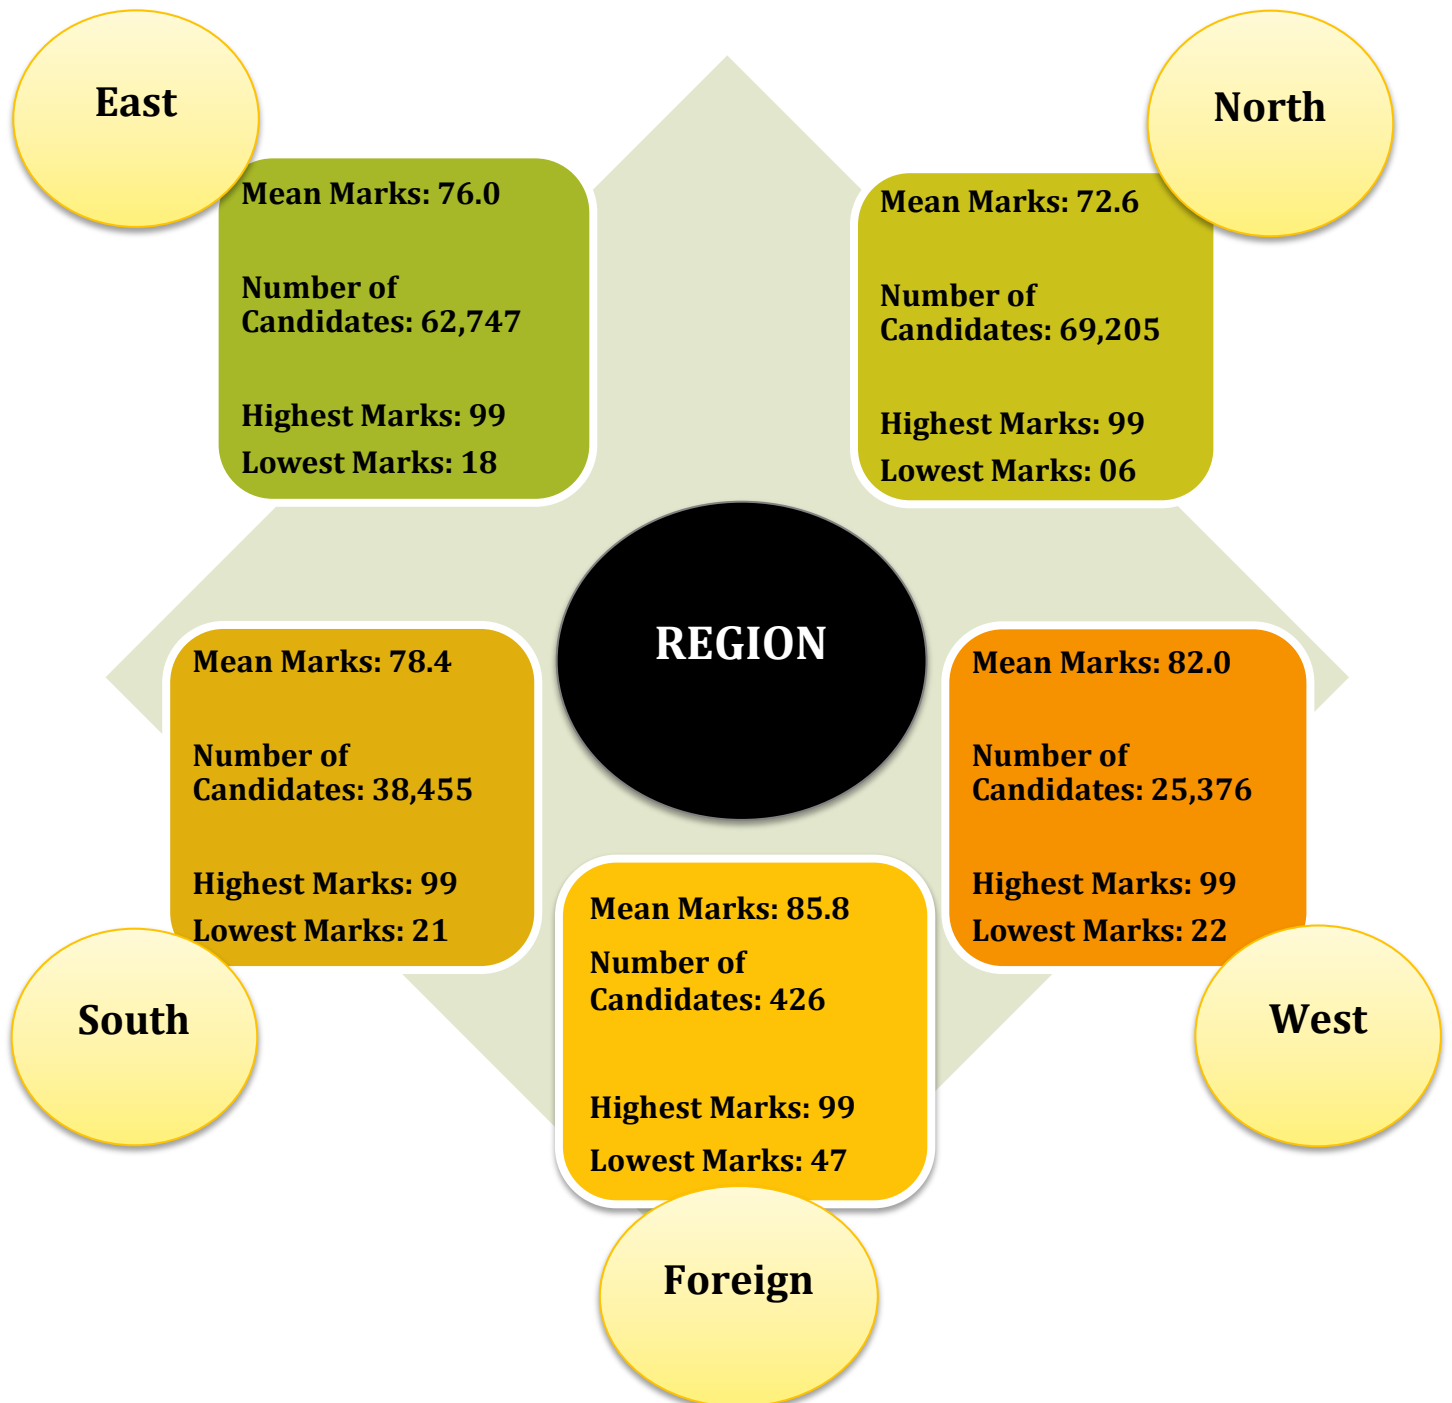 East
Mean Marks: 76.0
Number of
Candidates: 62,747
Highest Marks: 99
Lowest Marks: 18
North
Mean Marks: 72.6
Number of
Candidates: 69,205
Highest Marks: 99
Lowest Marks: 06
REGION
Mean Marks: 78.4
Number of
Candidates: 38,455
Highest Marks: 99
Lowest Marks: 21
South
Mean Marks: 82.0
Number of
Candidates: 25,376
Highest Marks: 99
Lowest Marks: 22
West
Mean Marks: 85.8
Number of
Candidates: 426
Highest Marks: 99
Lowest Marks: 47
Foreign